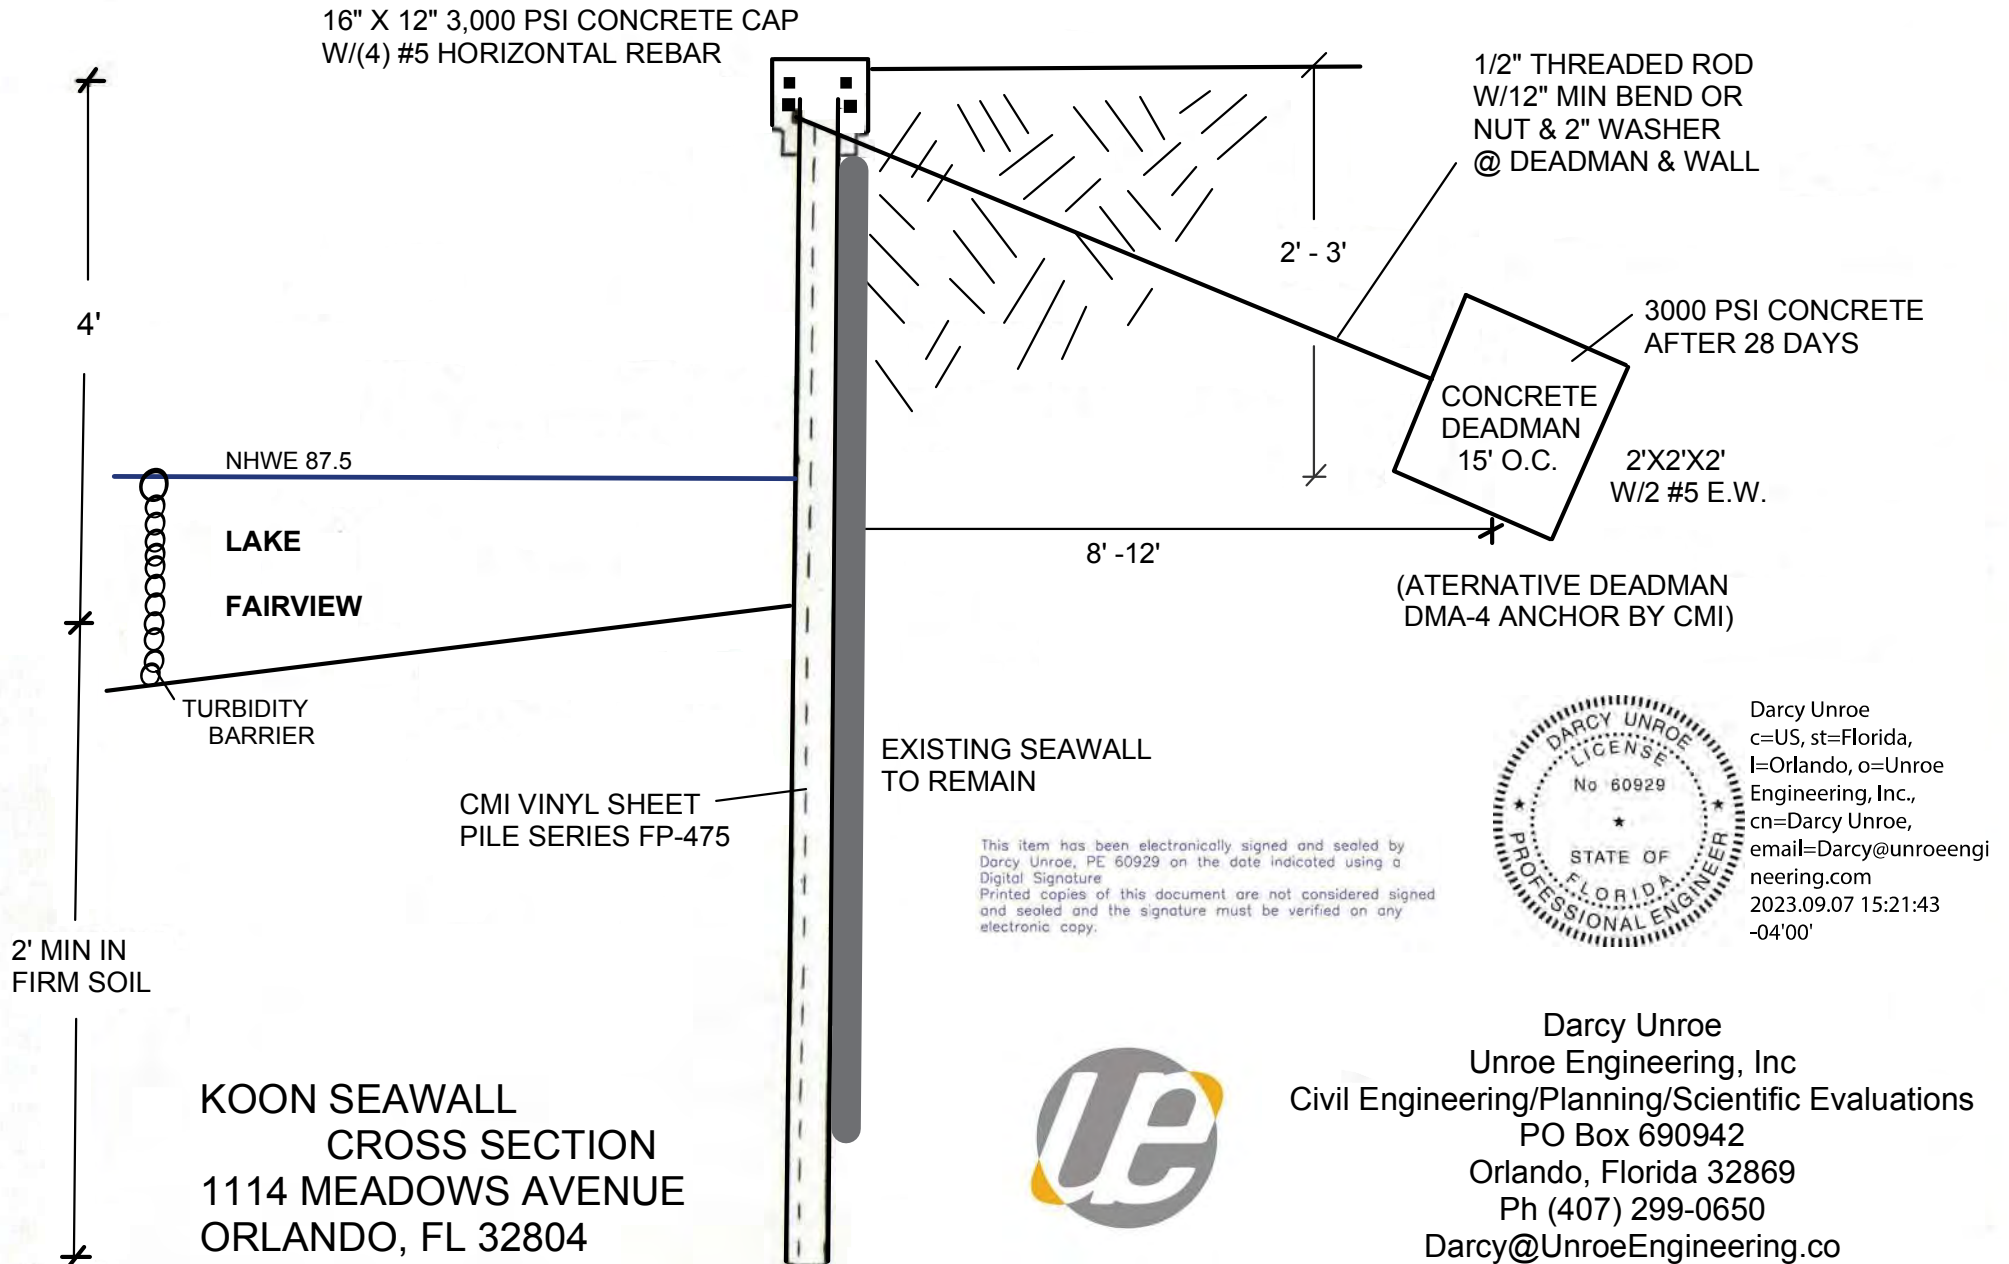 16" X 12" 3,000 PSI CONCRETE CAP
W/(4) #5 HORIZONTAL REBAR
1/2" THREADED ROD
W/12" MIN BEND OR
NUT & 2" WASHER
@ DEADMAN & WALL
2' - 3'
4'
3000 PSI CONCRETE
AFTER 28 DAYS
CONCRETE
DEADMAN
15' O.C.
2'X2'X2'
W/2 #5 E.W.
NHWE 87.5
LAKE
FAIRVIEW
8' -12'
(ATERNATIVE DEADMAN
DMA-4 ANCHOR BY CMI)
TURBIDITY
BARRIER
EXISTING SEAWALL
TO REMAIN
CMI VINYL SHEET
PILE SERIES FP-475
This item has been electronically signed and sealed by
Darcy Unroe, PE 60929 on the date indicated using a
Digital Signature
Printed copies of this document are not considered signed
and sealed and the signature must be verified on any
electronic copy.
DARCY UNROE
LICENSE
No 60929
STATE OF
FLORIDA
PROFESSIONAL ENGINEER
Darcy Unroe
c=US, st=Florida,
l=Orlando, o=Unroe
Engineering, Inc.,
cn=Darcy Unroe,
email=Darcy@unroeengi
neering.com
2023.09.07 15:21:43
-04'00'
2' MIN IN
FIRM SOIL
KOON SEAWALL
CROSS SECTION
1114 MEADOWS AVENUE
ORLANDO, FL 32804
ue
Darcy Unroe
Unroe Engineering, Inc
Civil Engineering/Planning/Scientific Evaluations
PO Box 690942
Orlando, Florida 32869
Ph (407) 299-0650
Darcy@UnroeEngineering.co